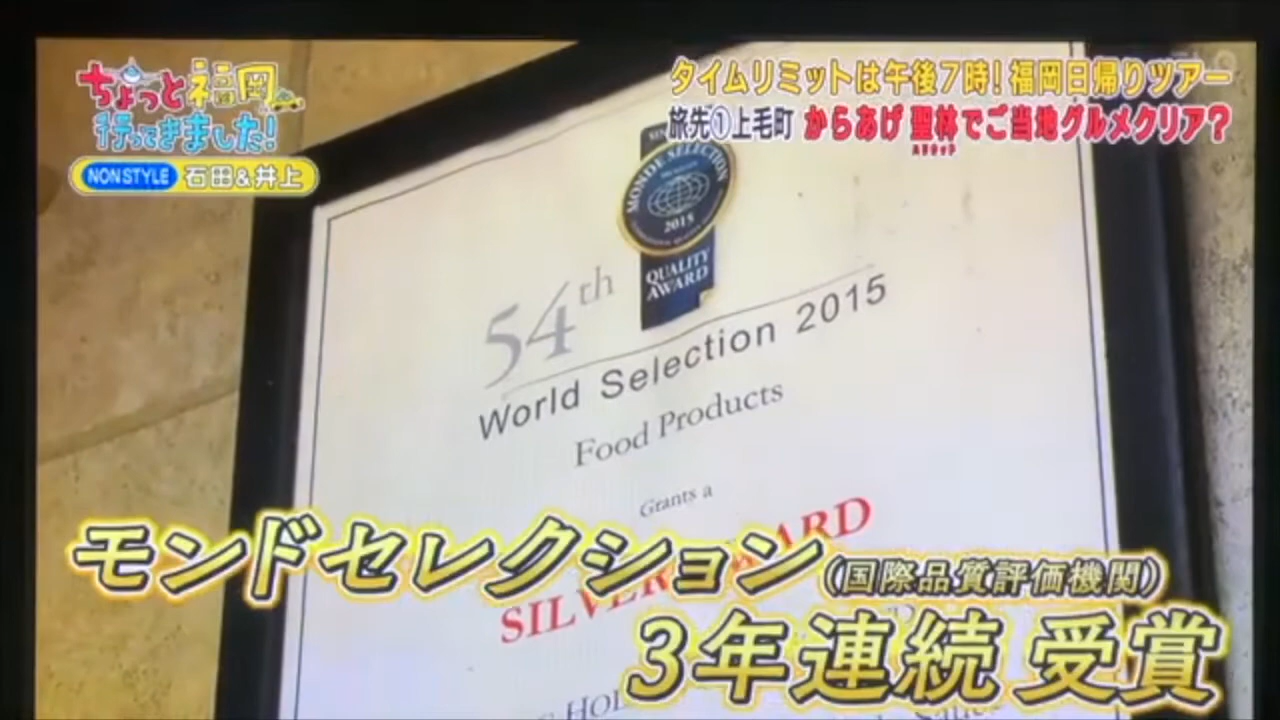 ちょっと福岡
行ってきました!
NON STYLE 石田&井上
タイムリミットは午後7時!福岡日帰りツアー
旅先①上毛町 からあげ 聖林でご当地グルメクリア?
MONDE SELECTION
2015
QUALITY
AWARD
54th
World Selection 2015
Food Products
Grants a
SILVER AWARD
モンドセレクション(国際品質評価機関)
3年連続 受賞